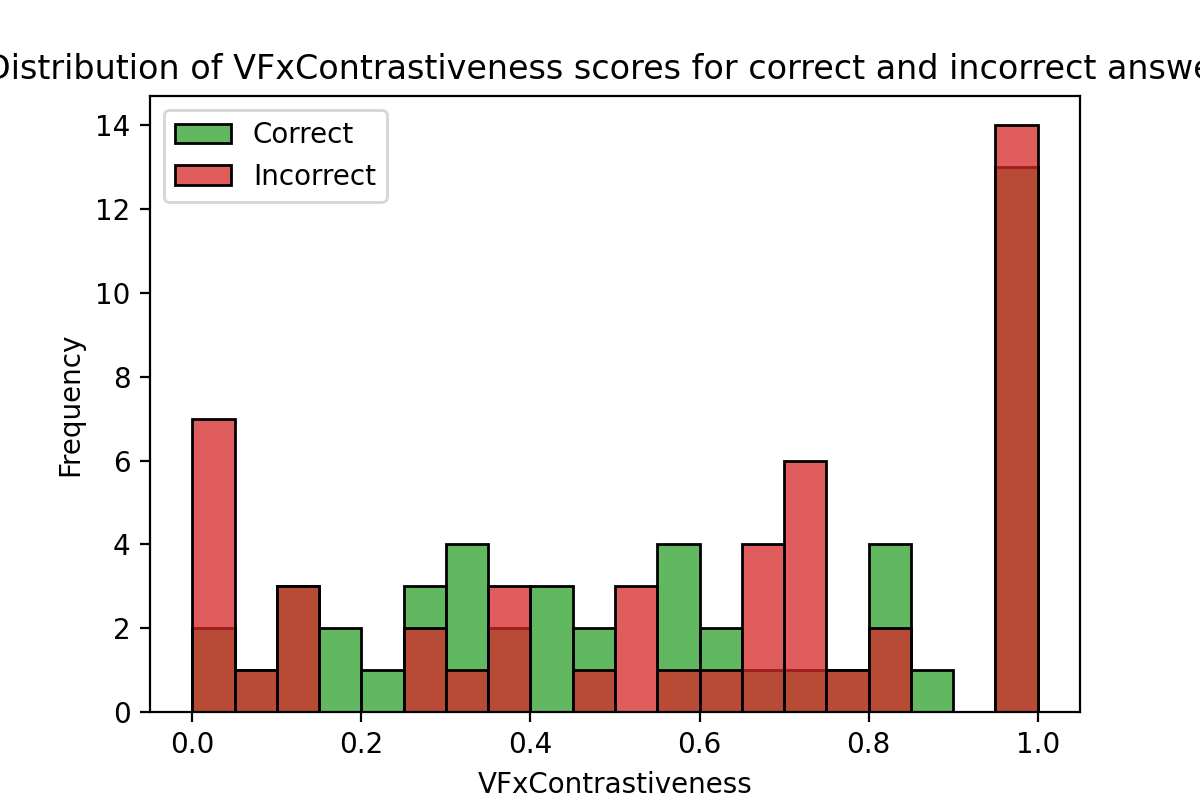 Distribution of VFxContrastiveness scores for correct and incorrect answe
Correct
Incorrect
14
12
10
8
6
4
2
0
Frequency
0.0 0.2 0.4 0.6 0.8 1.0
VFxContrastiveness